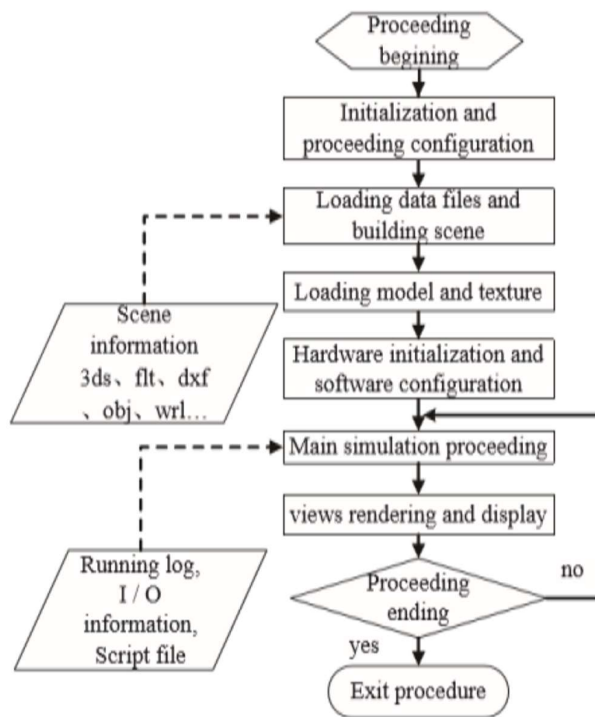 Proceeding
begining
Initialization and
proceeding configuration
Loading data files and
building scene
Loading model and texture
Scene
information
3ds、flt、dxf
、obj、wrl...
Hardware initialization and
software configuration
Main simulation proceeding
views rendering and display
Running log,
I / O
information,
Script file
Proceeding
ending
no
yes
Exit procedure